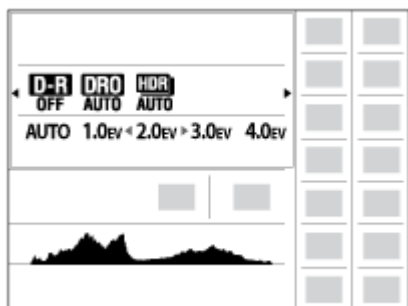 D-R DRO HDR
OFF AUTO AUTO
AUTO 1.0EV 2.0EV 3.0EV 4.0EV